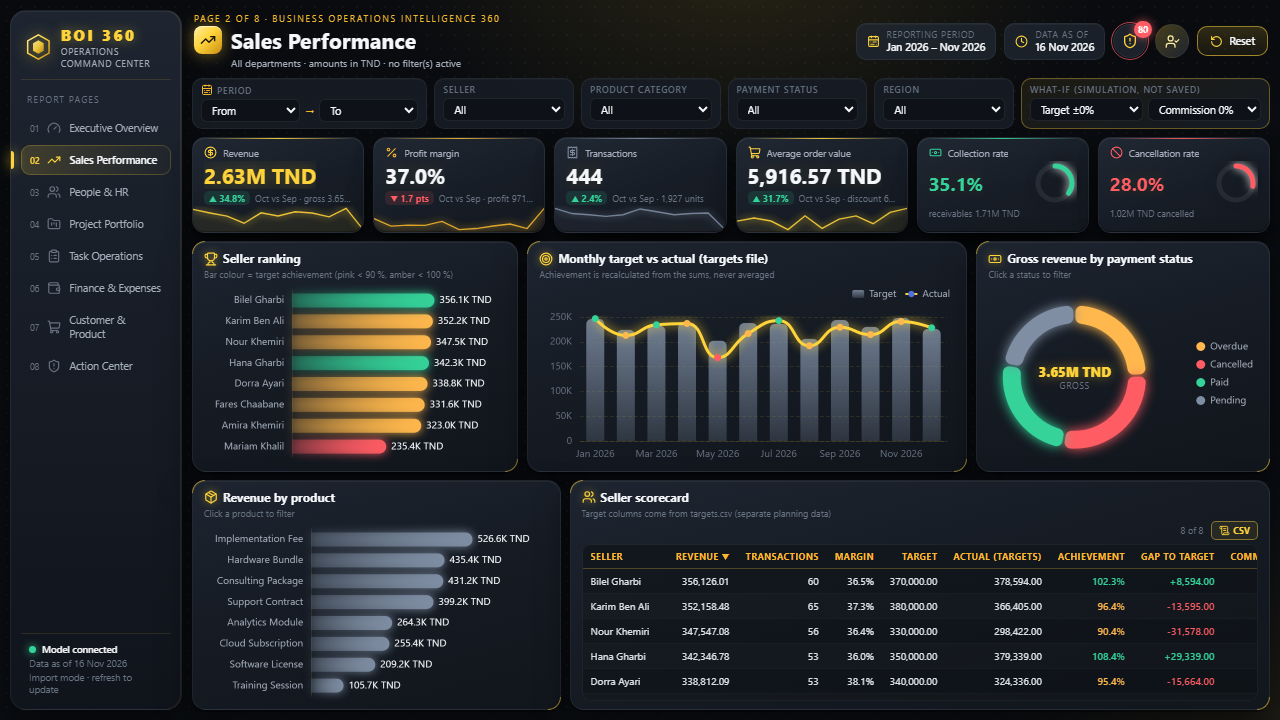 BOI 360
OPERATIONS
COMMAND CENTER
REPORT PAGES
01 Executive Overview
02 Sales Performance
03 People & HR
04 Project Portfolio
05 Task Operations
06 Finance & Expenses
07 Customer &
Product
08 Action Center
Model connected
Data as of 16 Nov 2026
Import mode · refresh to
update
PAGE 2 OF 8 · BUSINESS OPERATIONS INTELLIGENCE 360
Sales Performance
All departments · amounts in TND · no filter(s) active
REPORTING PERIOD
Jan 2026 – Nov 2026
DATA AS OF
16 Nov 2026
80
Reset
PERIOD
From → To
SELLER
All
PRODUCT CATEGORY
All
PAYMENT STATUS
All
REGION
All
WHAT-IF (SIMULATION, NOT SAVED)
Target ±0% Commission 0%
Revenue
2.63M TND
▲ 34.8% Oct vs Sep · gross 3.65...
Profit margin
37.0%
▼ 1.7 pts Oct vs Sep · profit 971...
Transactions
444
▲ 2.4% Oct vs Sep · 1,927 units
Average order value
5,916.57 TND
▲ 31.7% Oct vs Sep · discount 6...
Collection rate
35.1%
receivables 1.71M TND
Cancellation rate
28.0%
1.02M TND cancelled
Seller ranking
Bar colour = target achievement (pink < 90 %, amber < 100 %)
Bilel Gharbi 356.1K TND
Karim Ben Ali 352.2K TND
Nour Khemiri 347.5K TND
Hana Gharbi 342.3K TND
Dorra Ayari 338.8K TND
Fares Chaabane 331.6K TND
Amira Khemiri 323.0K TND
Mariam Khalil 235.4K TND
Monthly target vs actual (targets file)
Achievement is recalculated from the sums, never averaged
Target Actual
250K
200K
150K
100K
50K
0
Jan 2026 Mar 2026 May 2026 Jul 2026 Sep 2026 Nov 2026
Gross revenue by payment status
Click a status to filter
3.65M TND
GROSS
Overdue
Cancelled
Paid
Pending
Revenue by product
Click a product to filter
Implementation Fee 526.6K TND
Hardware Bundle 435.4K TND
Consulting Package 431.2K TND
Support Contract 399.2K TND
Analytics Module 264.3K TND
Cloud Subscription 255.4K TND
Software License 209.2K TND
Training Session 105.7K TND
Seller scorecard
Target columns come from targets.csv (separate planning data)
8 of 8 CSV
SELLER REVENUE ▼ TRANSACTIONS MARGIN TARGET ACTUAL (TARGETS) ACHIEVEMENT GAP TO TARGET COMM
Bilel Gharbi 356,126.01 60 36.5% 370,000.00 378,594.00 102.3% +8,594.00
Karim Ben Ali 352,158.48 65 37.3% 380,000.00 366,405.00 96.4% -13,595.00
Nour Khemiri 347,547.08 56 36.4% 330,000.00 298,422.00 90.4% -31,578.00
Hana Gharbi 342,346.78 53 36.0% 350,000.00 379,339.00 108.4% +29,339.00
Dorra Ayari 338,812.09 53 38.1% 340,000.00 324,336.00 95.4% -15,664.00